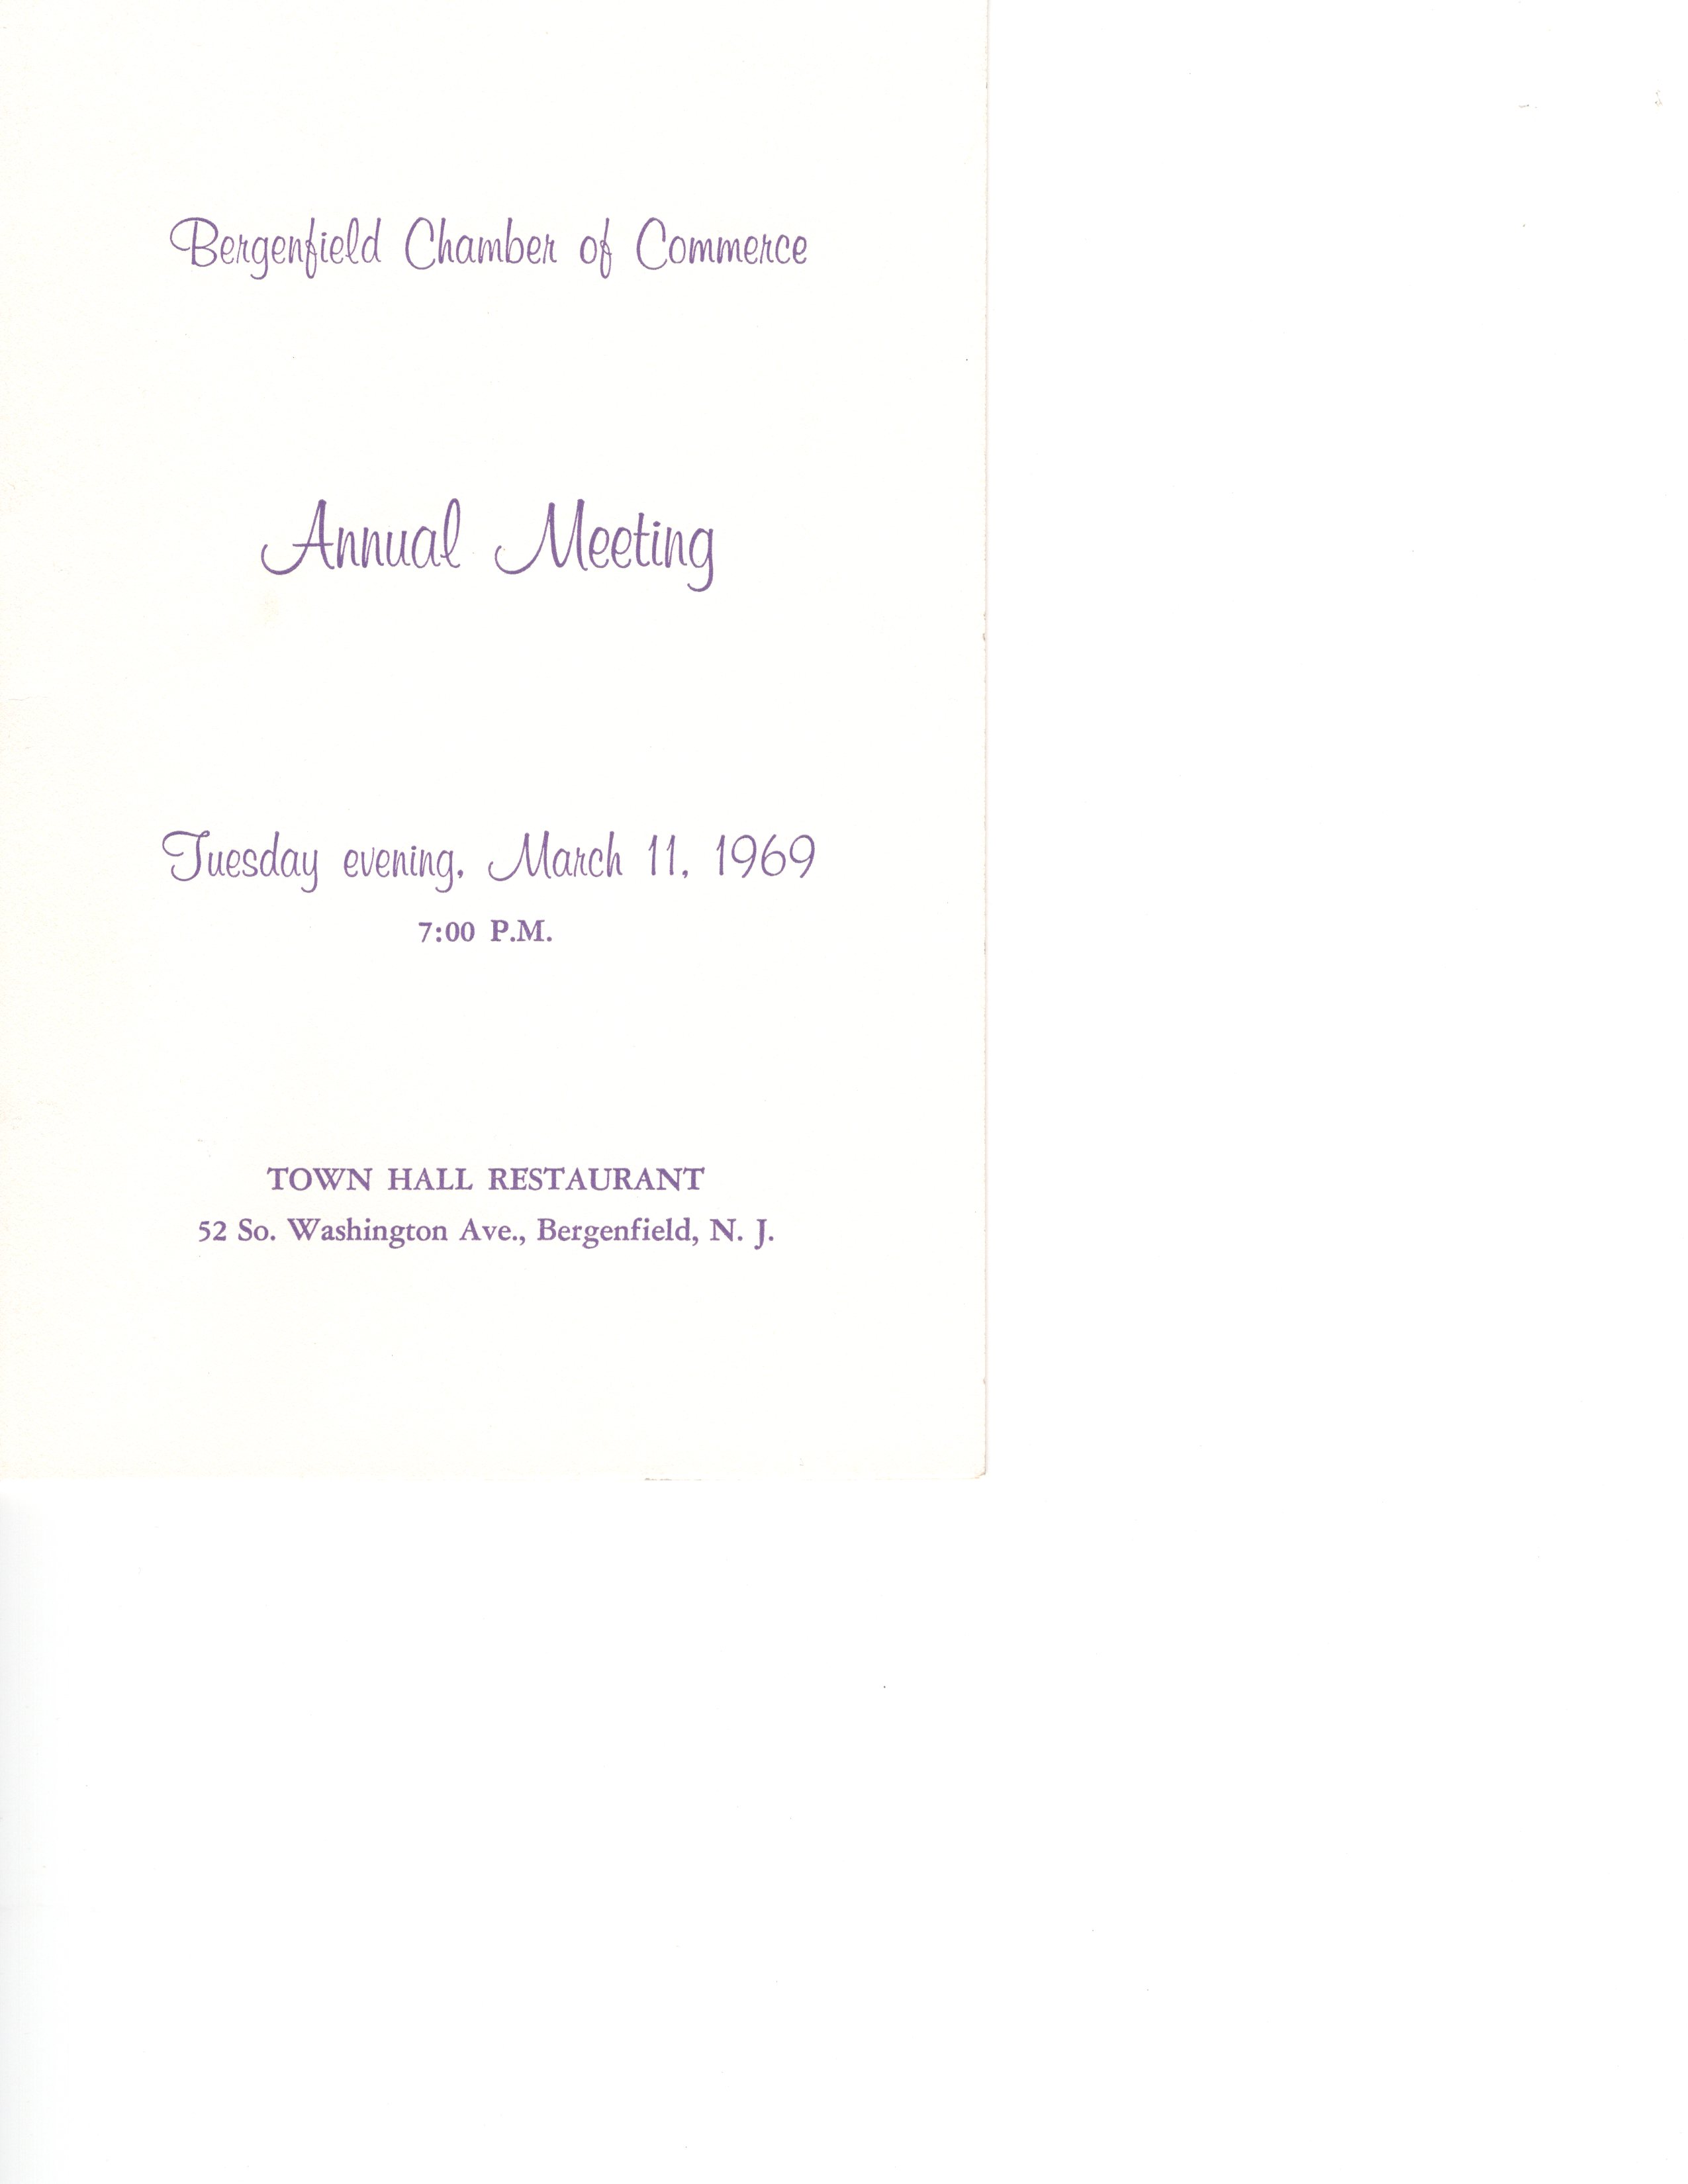 Bergenfield Chamber of Commerce
Annual Meeting
Tuesday evening, March 11, 1969
7:00 P.M.
TOWN HALL RESTAURANT
52 So. Washington Ave., Bergenfield, N. J.